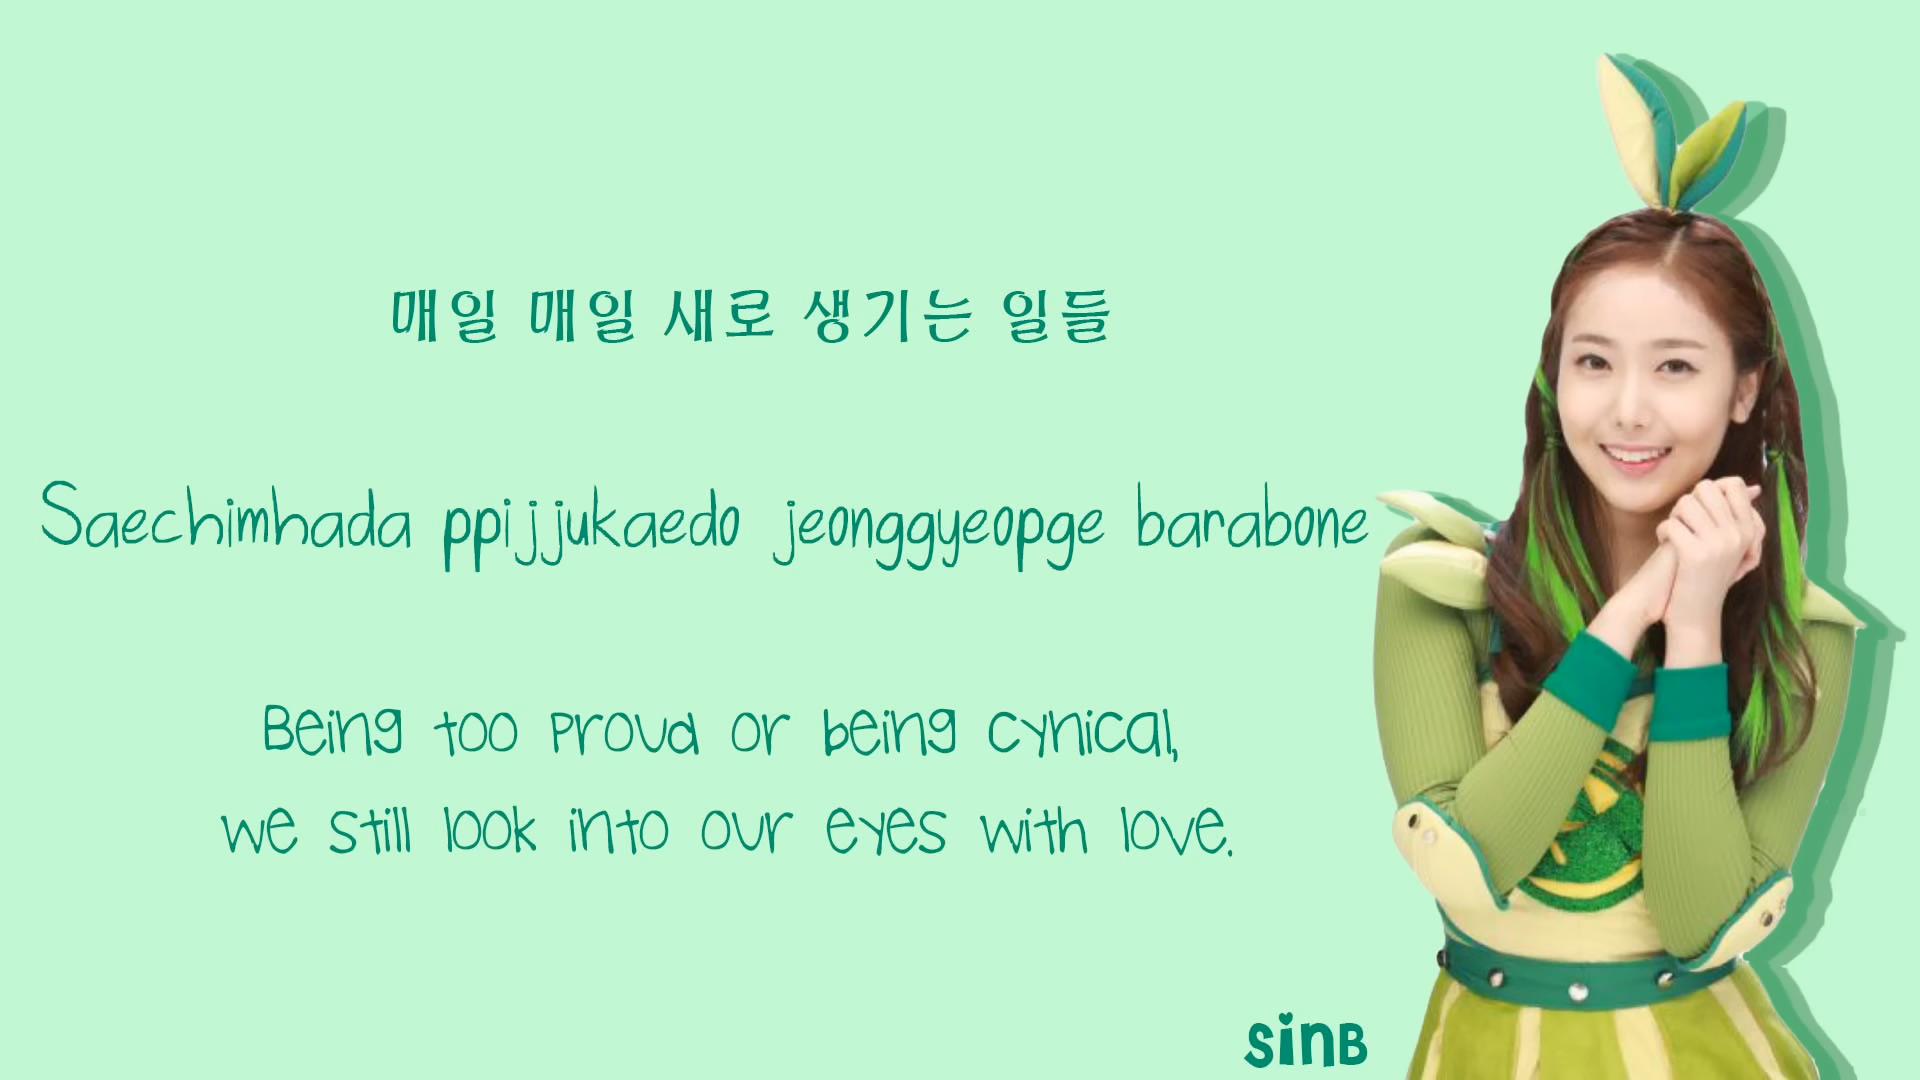 매일 매일 새로 생기는 일들
Saechimhada ppijjukaedo jeonggyeopge barabone
Being too proud or being cynical,
we still look into our eyes with love.
SinB